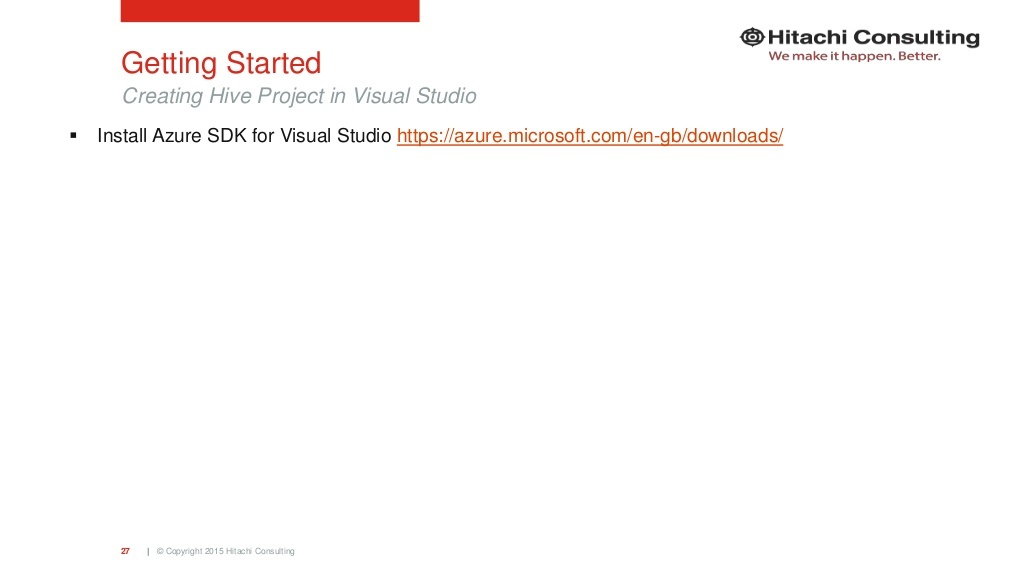 Hitachi Consulting
We make it happen. Better.
Getting Started
Creating Hive Project in Visual Studio
▪ Install Azure SDK for Visual Studio https://azure.microsoft.com/en-gb/downloads/
27 | © Copyright 2015 Hitachi Consulting